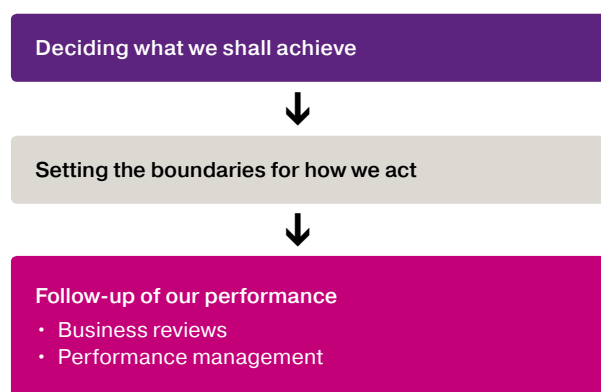 Deciding what we shall achieve
Setting the boundaries for how we act
Follow-up of our performance
• Business reviews
• Performance management